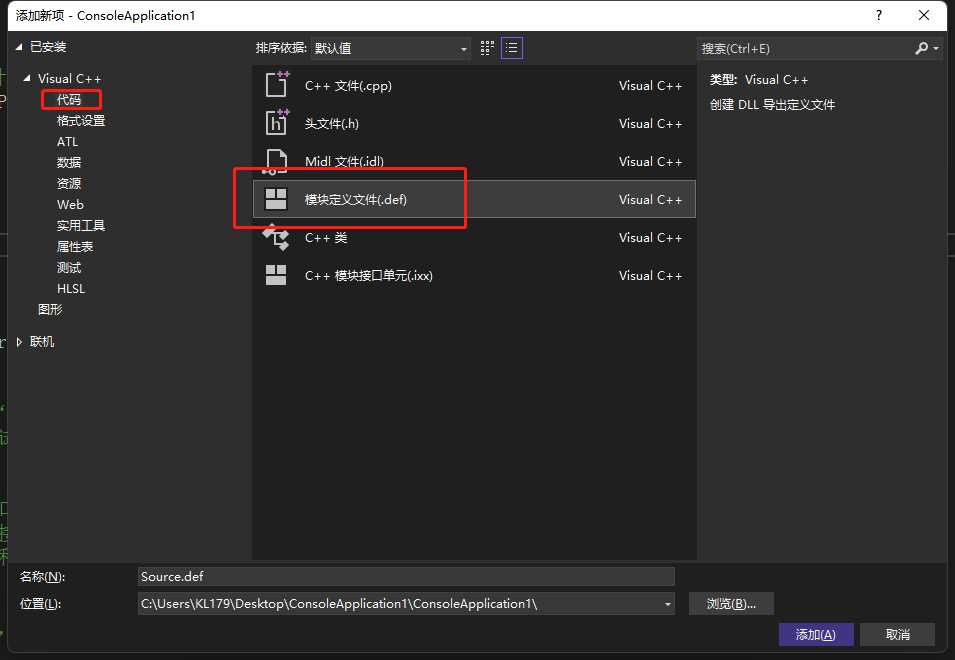 添加新项 - ConsoleApplication1
?
已安装
排序依据: 默认值
搜索(Ctrl+E)
Visual C++
代码
格式设置
ATL
数据
资源
Web
实用工具
属性表
测试
HLSL
图形
联机
C++ 文件(.cpp) Visual C++
头文件(.h) Visual C++
Midl 文件(.idl) Visual C++
模块定义文件(.def) Visual C++
C++ 类 Visual C++
C++ 模块接口单元(.ixx) Visual C++
类型: Visual C++
创建 DLL 导出定义文件
名称(N): Source.def
位置(L): C:\Users\KL179\Desktop\ConsoleApplication1\ConsoleApplication1\
浏览(B)...
添加(A) 取消